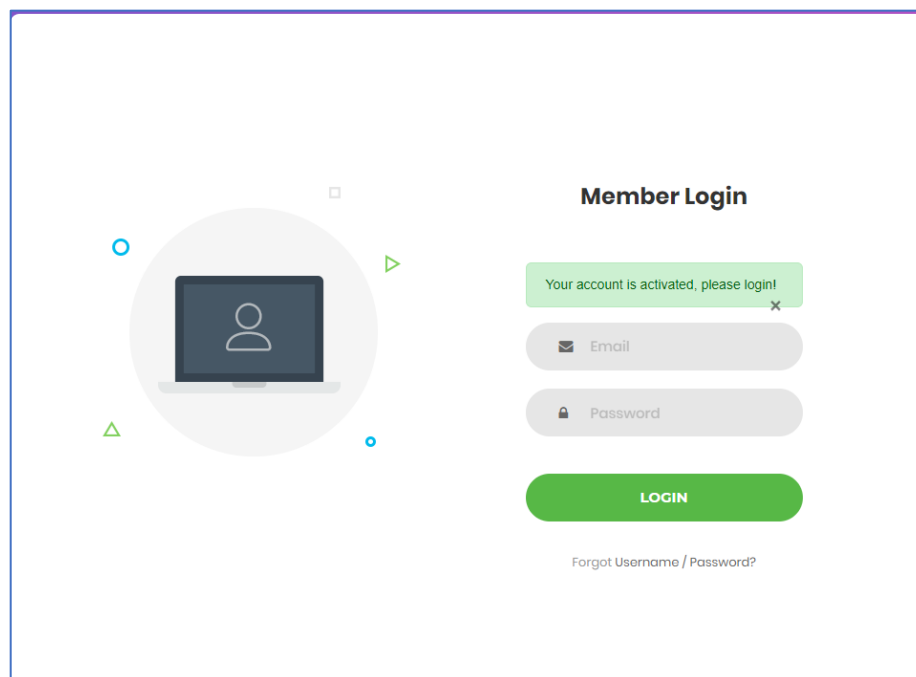 Member Login
Your account is activated, please login!
×
Email
Password
LOGIN
Forgot Username / Password?